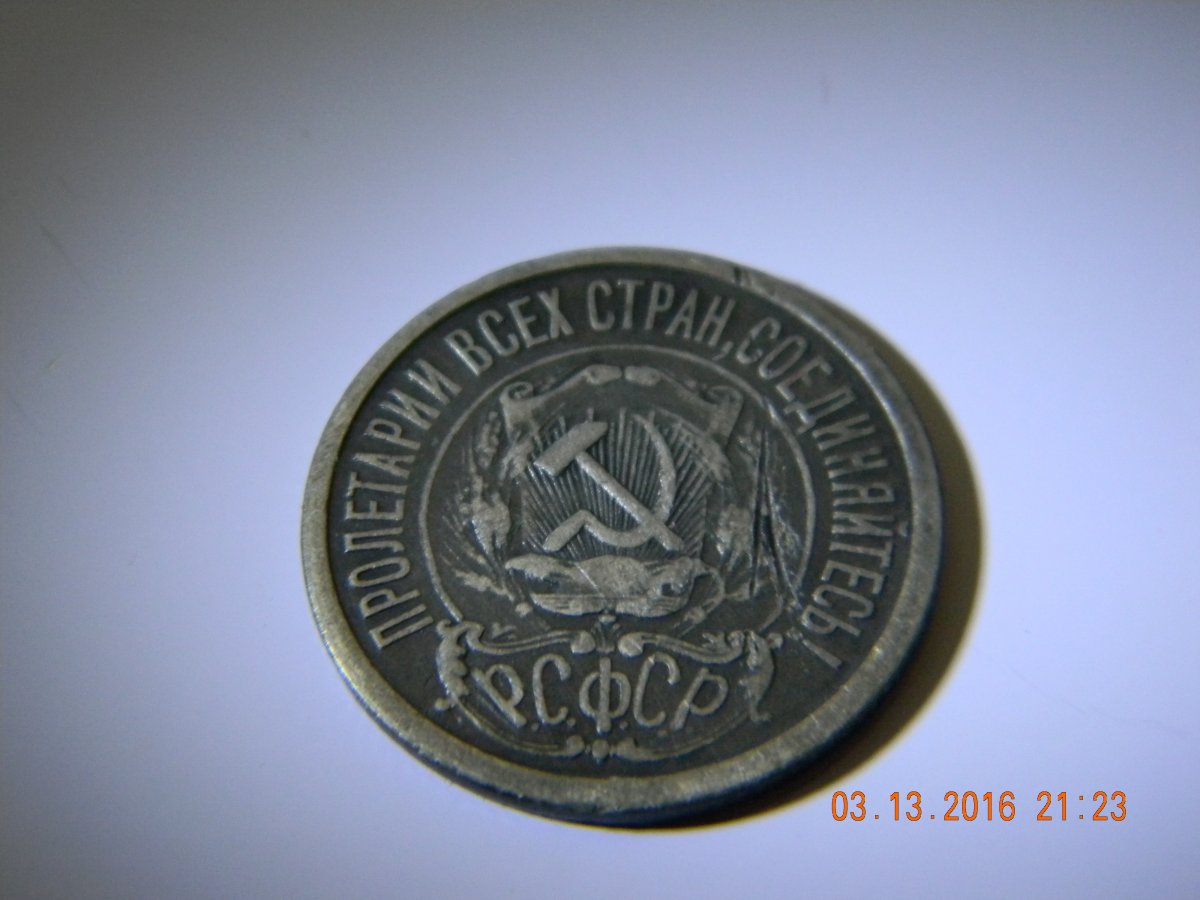 ПРОЛЕТАРИИ ВСЕХ СТРАН, СОЕДИНЯЙТЕСЬ!
Р.С.Ф.С.Р
03.13.2016 21:23